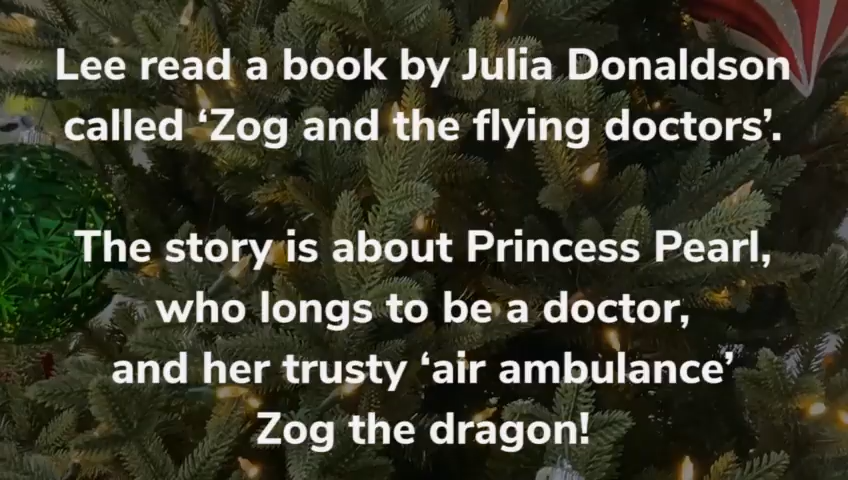 Lee read a book by Julia Donaldson
called ‘Zog and the flying doctors’.
The story is about Princess Pearl,
who longs to be a doctor,
and her trusty ‘air ambulance’
Zog the dragon!